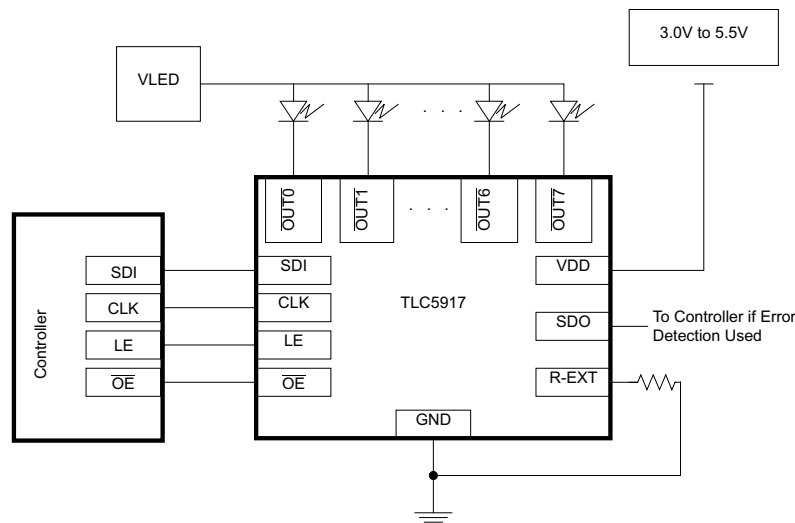 3.0V to 5.5V
VLED
OUT0
OUT1
. . .
OUT6
OUT7
SDI
CLK
LE
OE
Controller
SDI
CLK
LE
OE
TLC5917
VDD
SDO
R-EXT
GND
To Controller if Error
Detection Used